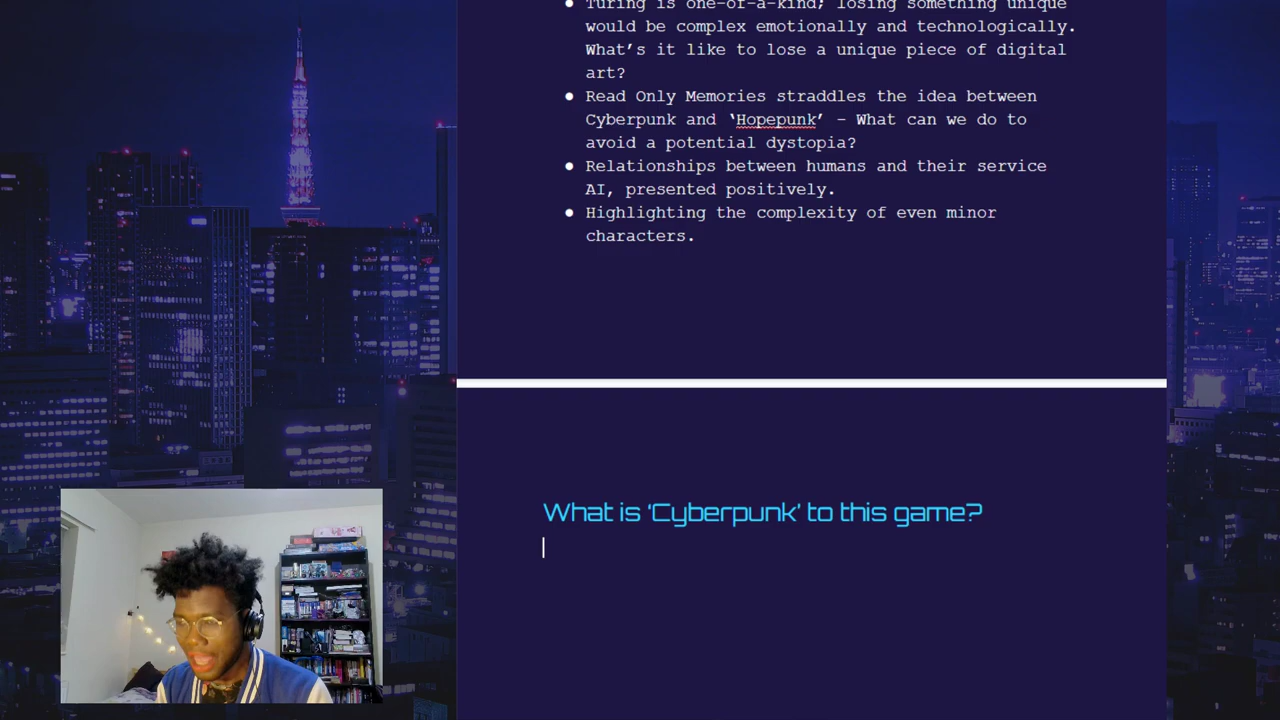 Turing is one-of-a-kind; losing something unique
would be complex emotionally and technologically.
What's it like to lose a unique piece of digital
art?
Read Only Memories straddles the idea between
Cyberpunk and ‘Hopepunk’ – What can we do to
avoid a potential dystopia?
Relationships between humans and their service
AI, presented positively.
Highlighting the complexity of even minor
characters.
What is ‘Cyberpunk’ to this game?